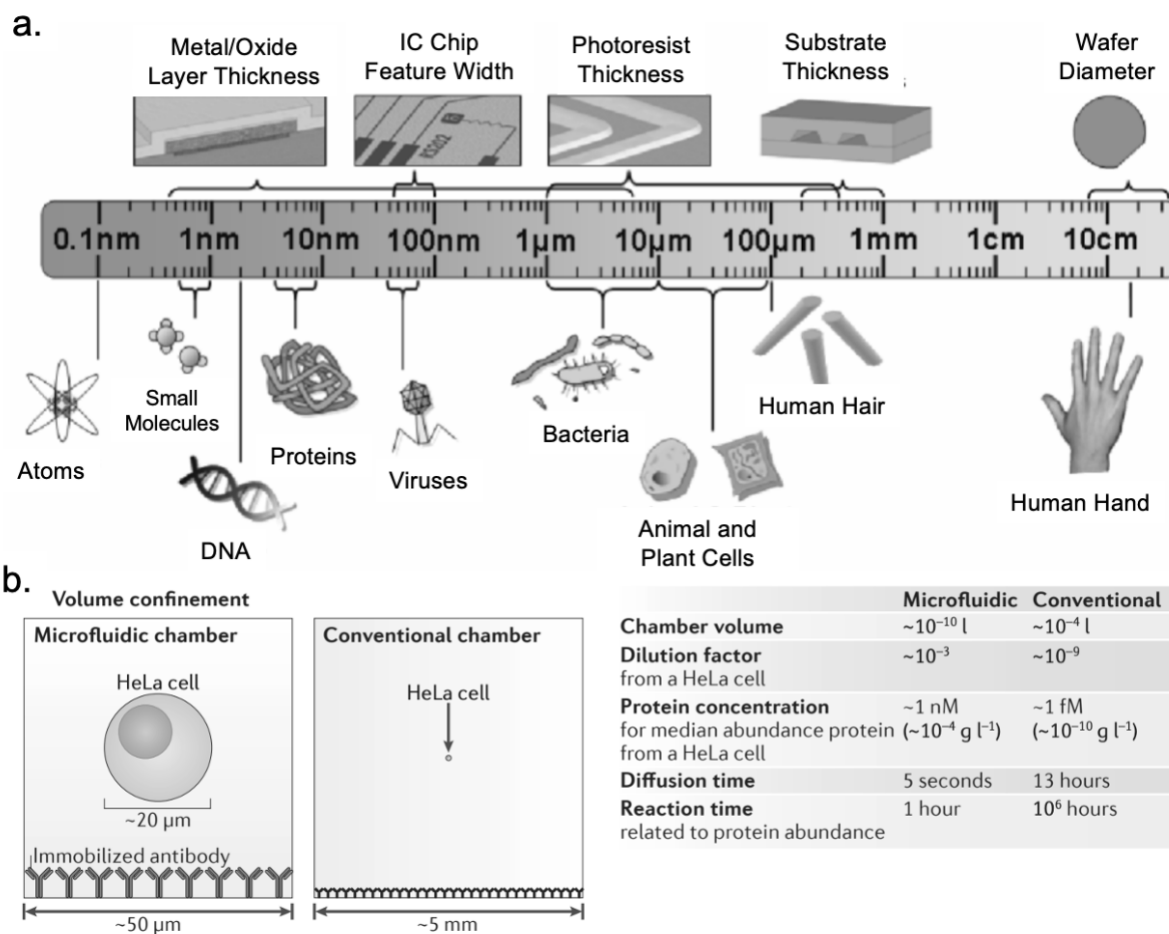 a.
Metal/Oxide
Layer Thickness
IC Chip
Feature Width
Photoresist
Thickness
Substrate
Thickness
Wafer
Diameter
0.1nm 1nm 10nm 100nm 1µm 10µm 100µm 1mm 1cm 10cm
Atoms
Small
Molecules
DNA
Proteins
Viruses
Bacteria
Animal and
Plant Cells
Human Hair
Human Hand
b.
Volume confinement
Microfluidic chamber
HeLa cell
~20 µm
Immobilized antibody
~50 µm
Conventional chamber
HeLa cell
~5 mm
Microfluidic Conventional
Chamber volume ~10⁻¹⁰ l ~10⁻⁴ l
Dilution factor ~10⁻³ ~10⁻⁹
from a HeLa cell
Protein concentration ~1 nM ~1 fM
for median abundance protein (~10⁻⁴ g l⁻¹) (~10⁻¹⁰ g l⁻¹)
from a HeLa cell
Diffusion time 5 seconds 13 hours
Reaction time 1 hour 10⁶ hours
related to protein abundance